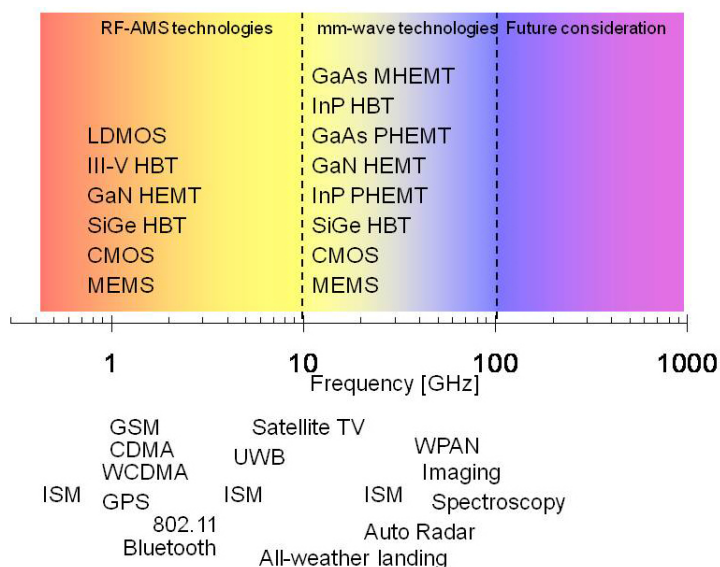 RF-AMS technologies
mm-wave technologies
Future consideration
GaAs MHEMT
InP HBT
LDMOS
GaAs PHEMT
III-V HBT
GaN HEMT
GaN HEMT
InP PHEMT
SiGe HBT
SiGe HBT
CMOS
CMOS
MEMS
MEMS
1
10
100
1000
Frequency [GHz]
GSM
Satellite TV
CDMA
UWB
WPAN
WCDMA
Imaging
ISM
GPS
ISM
ISM
Spectroscopy
802.11
Auto Radar
Bluetooth
All-weather landing